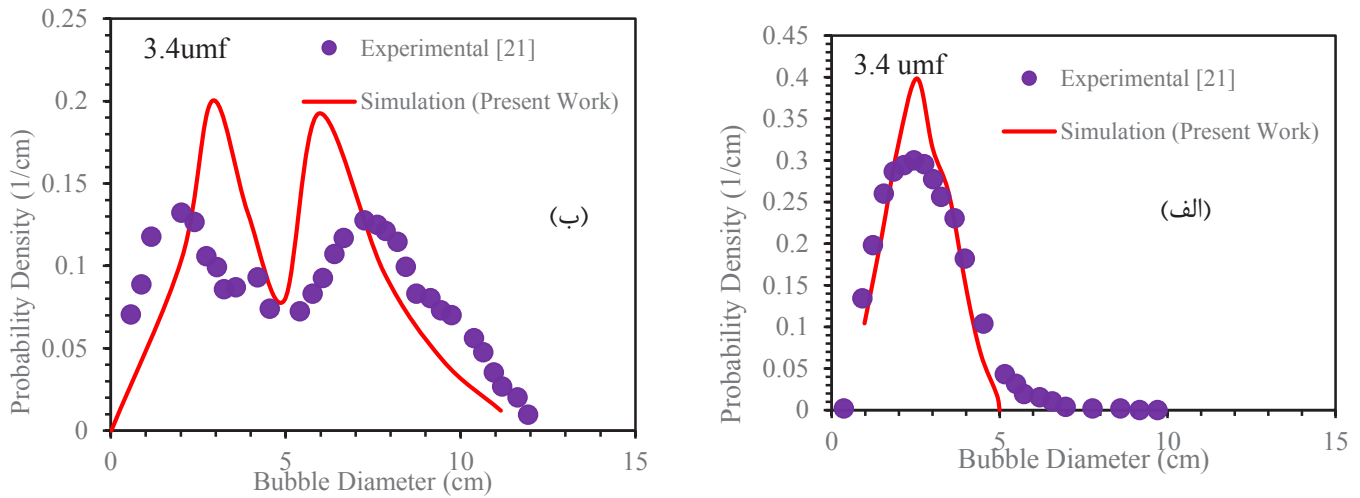 0.25
0.2
0.15
0.1
0.05
0
0
5
10
15
Probability Density (1/cm)
Bubble Diameter (cm)
3.4umf
Experimental [21]
Simulation (Present Work)
(ب)
0.45
0.4
0.35
0.3
0.25
0.2
0.15
0.1
0.05
0
0
5
10
15
Probability Density (1/cm)
Bubble Diameter (cm)
3.4 umf
Experimental [21]
Simulation (Present Work)
(الف)